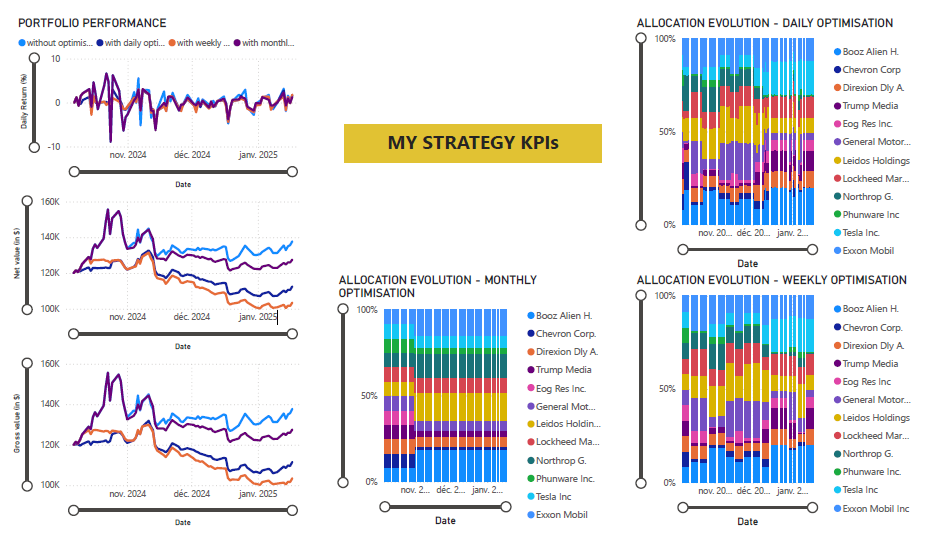 PORTFOLIO PERFORMANCE
without optimis... with daily opti... with weekly ... with monthl...
Daily Return (%)
10
0
-10
nov. 2024 déc. 2024 janv. 2025
Date
Net value (in $)
160K
140K
120K
100K
nov. 2024 déc. 2024 janv. 2025
Date
Gross value (in $)
160K
140K
120K
100K
nov. 2024 déc. 2024 janv. 2025
Date
MY STRATEGY KPIs
ALLOCATION EVOLUTION - MONTHLY
OPTIMISATION
100%
50%
0%
nov. 2... déc. 2... janv. 2...
Date
Booz Alien H.
Chevron Corp.
Direxion Dly A.
Trump Media
Eog Res Inc.
General Mot...
Leidos Holdin...
Lockheed Ma...
Northrop G.
Phunware Inc.
Tesla Inc
Exxon Mobil
ALLOCATION EVOLUTION - DAILY OPTIMISATION
100%
50%
0%
nov. 20... déc. 20... janv. 2...
Date
Booz Alien H.
Chevron Corp
Direxion Dly A.
Trump Media
Eog Res Inc.
General Motor...
Leidos Holdings
Lockheed Mar...
Northrop G.
Phunware Inc
Tesla Inc.
Exxon Mobil
ALLOCATION EVOLUTION - WEEKLY OPTIMISATION
100%
50%
0%
nov. 20... déc. 20... janv. 2...
Date
Booz Alien H.
Chevron Corp.
Direxion Dly A.
Trump Media
Eog Res Inc
General Motor...
Leidos Holdings
Lockheed Mar...
Northrop G.
Phunware Inc.
Tesla Inc
Exxon Mobil Inc